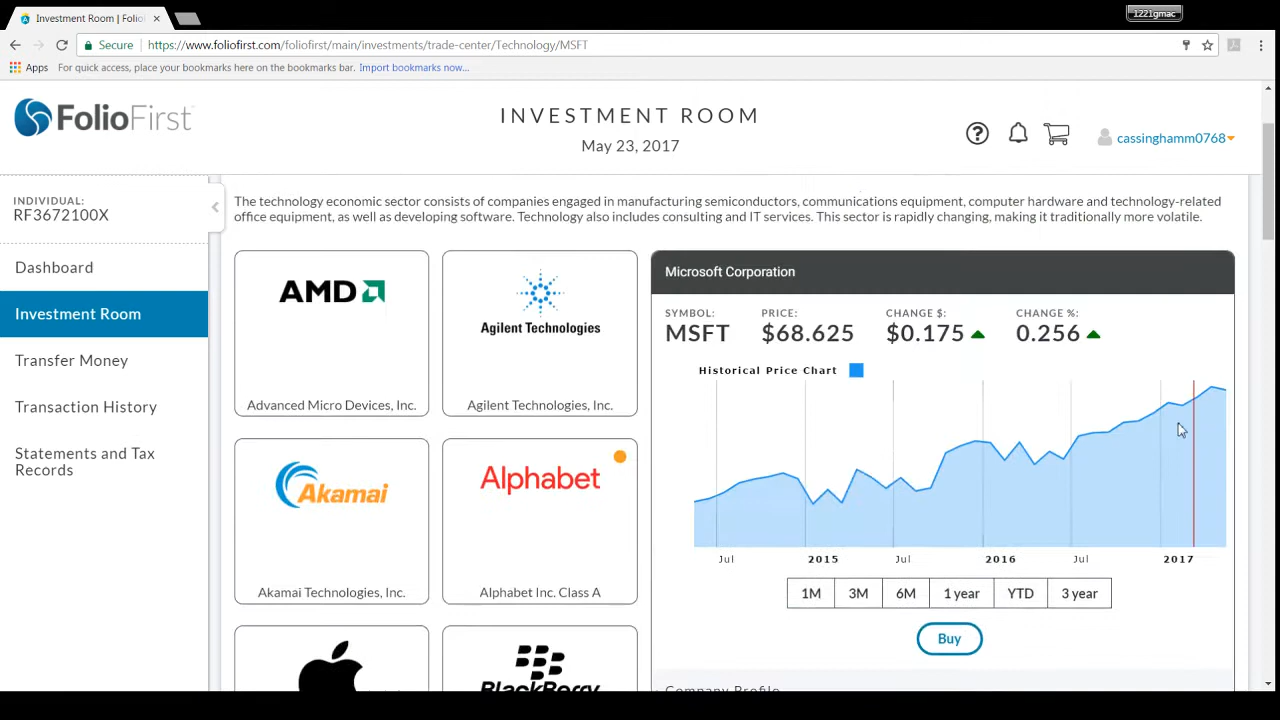 Investment Room | Folio
1221gmac
Secure
https://www.foliofirst.com/foliofirst/main/investments/trade-center/Technology/MSFT
Apps
For quick access, place your bookmarks here on the bookmarks bar. Import bookmarks now...
FolioFirst
INVESTMENT ROOM
May 23, 2017
cassinghamm0768
INDIVIDUAL:
RF3672100X
Dashboard
Investment Room
Transfer Money
Transaction History
Statements and Tax
Records
The technology economic sector consists of companies engaged in manufacturing semiconductors, communications equipment, computer hardware and technology-related
office equipment, as well as developing software. Technology also includes consulting and IT services. This sector is rapidly changing, making it traditionally more volatile.
AMD
Advanced Micro Devices, Inc.
Agilent Technologies
Agilent Technologies, Inc.
Akamai
Akamai Technologies, Inc.
Alphabet
Alphabet Inc. Class A
BlackBerry
Microsoft Corporation
SYMBOL: PRICE: CHANGE $: CHANGE %:
MSFT $68.625 $0.175 0.256
Historical Price Chart
Jul 2015 Jul 2016 Jul 2017
1M 3M 6M 1 year YTD 3 year
Buy
Company Profile